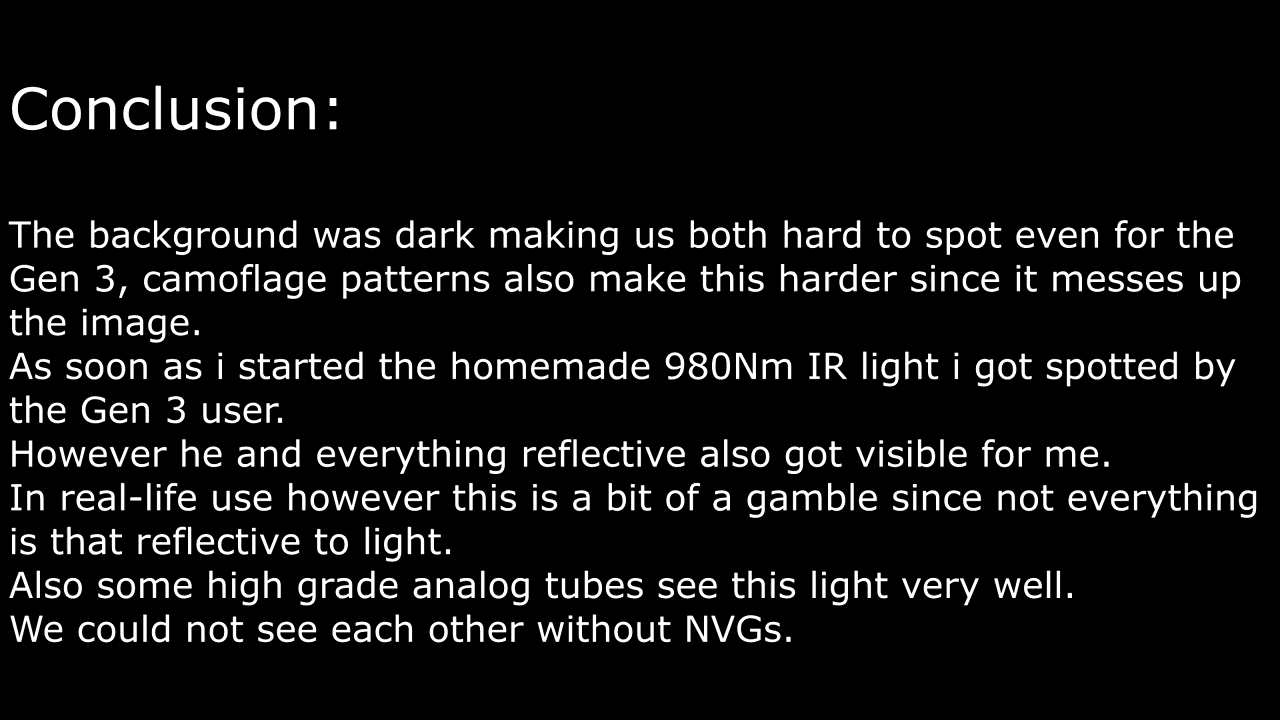 Conclusion:
The background was dark making us both hard to spot even for the
Gen 3, camoflage patterns also make this harder since it messes up
the image.
As soon as i started the homemade 980Nm IR light i got spotted by
the Gen 3 user.
However he and everything reflective also got visible for me.
In real-life use however this is a bit of a gamble since not everything
is that reflective to light.
Also some high grade analog tubes see this light very well.
We could not see each other without NVGs.